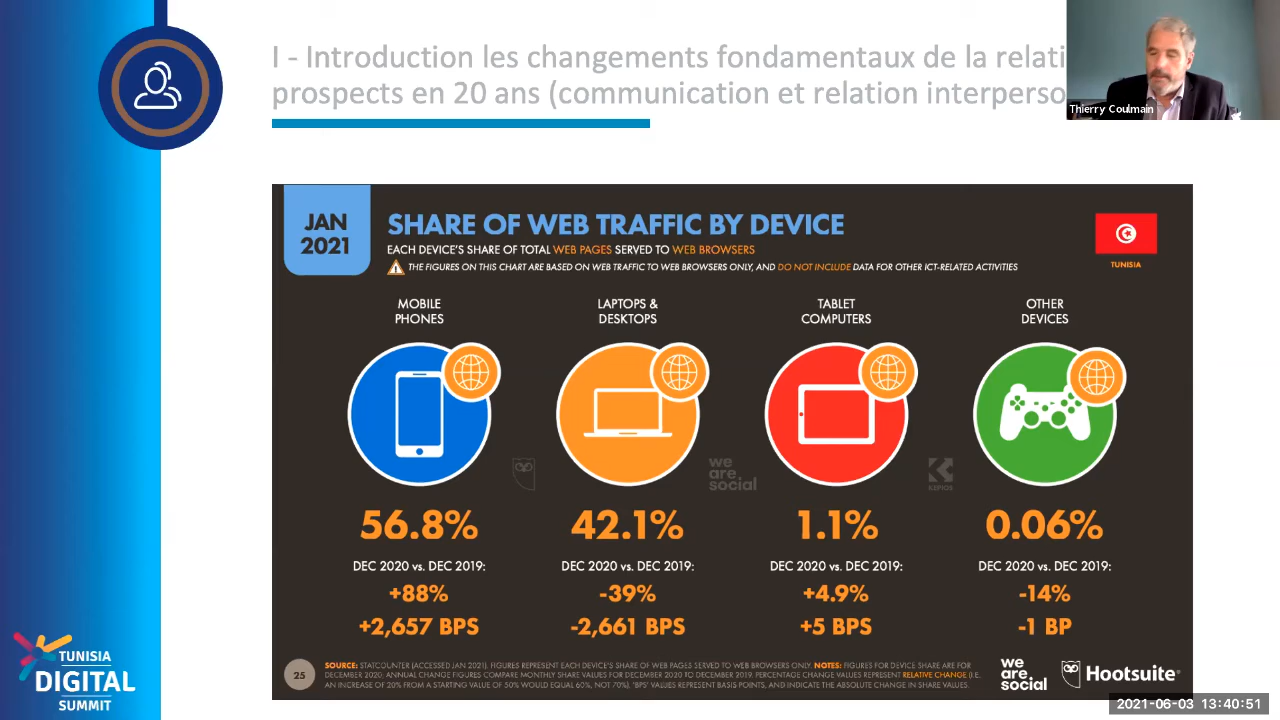 I - Introduction les changements fondamentaux de la relati
prospects en 20 ans (communication et relation interperso
Thierry Coulmain
JAN
2021
SHARE OF WEB TRAFFIC BY DEVICE
EACH DEVICE'S SHARE OF TOTAL WEB PAGES SERVED TO WEB BROWSERS
THE FIGURES ON THIS CHART ARE BASED ON WEB TRAFFIC TO WEB BROWSERS ONLY, AND DO NOT INCLUDE DATA FOR OTHER ICT-RELATED ACTIVITIES
TUNISIA
MOBILE
PHONES
LAPTOPS &
DESKTOPS
TABLET
COMPUTERS
OTHER
DEVICES
we
are
social
KEPIOS
56.8%
42.1%
1.1%
0.06%
DEC 2020 vs. DEC 2019:
DEC 2020 vs. DEC 2019:
DEC 2020 vs. DEC 2019:
DEC 2020 vs. DEC 2019:
+88%
-39%
+4.9%
-14%
+2,657 BPS
-2,661 BPS
+5 BPS
-1 BP
25
SOURCE: STATCOUNTER (ACCESSED JAN 2021). FIGURES REPRESENT EACH DEVICE'S SHARE OF WEB PAGES SERVED TO WEB BROWSERS ONLY. NOTES: FIGURES FOR DEVICE SHARE ARE FOR
DECEMBER 2020; ANNUAL CHANGE FIGURES COMPARE MONTHLY SHARE VALUES FOR DECEMBER 2020 TO DECEMBER 2019. PERCENTAGE CHANGE VALUES REPRESENT RELATIVE CHANGE (I.E.
AN INCREASE OF 20% FROM A STARTING VALUE OF 50% WOULD EQUAL 60%, NOT 70%). 'BPS' VALUES REPRESENT BASIS POINTS, AND INDICATE THE ABSOLUTE CHANGE IN SHARE VALUES.
we
are
social
Hootsuite®
TUNISIA
DIGITAL
SUMMIT
2021-06-03 13:40:51